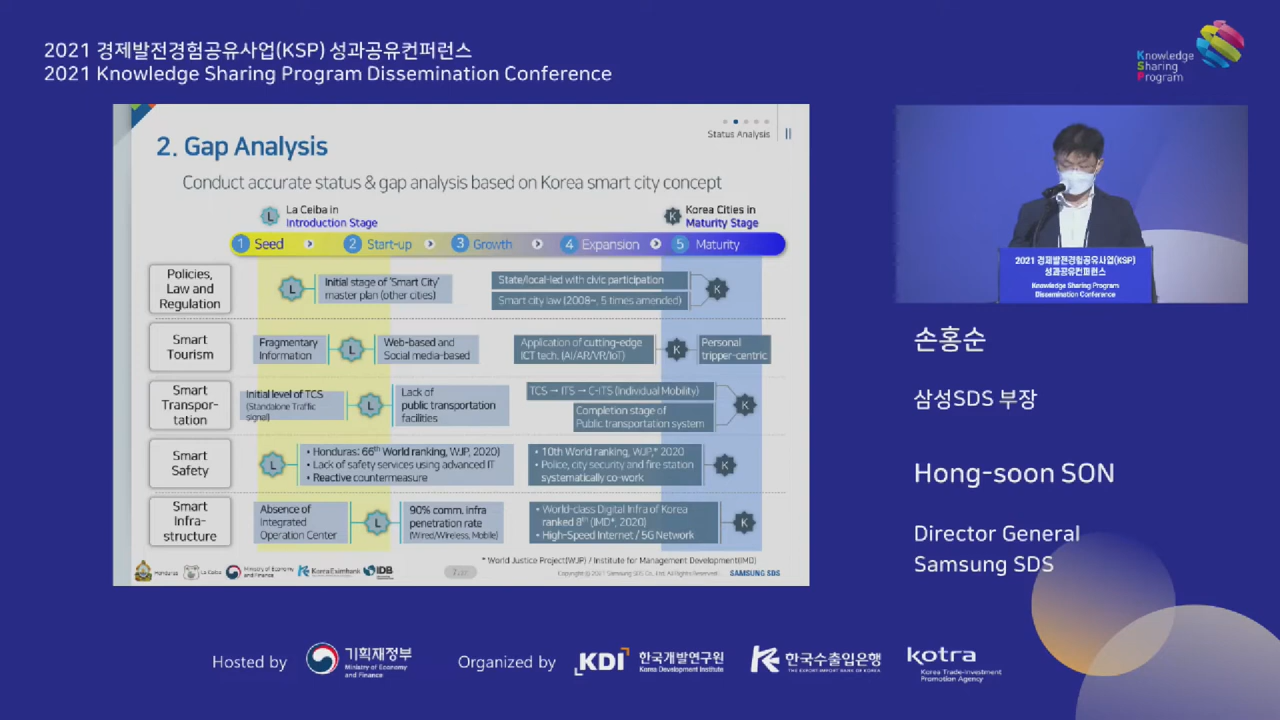 2021 경제발전경험공유사업(KSP) 성과공유컨퍼런스
2021 Knowledge Sharing Program Dissemination Conference
Knowledge
Sharing
Program
2. Gap Analysis
Status Analysis
Conduct accurate status & gap analysis based on Korea smart city concept
L La Ceiba in
Introduction Stage
K Korea Cities in
Maturity Stage
1 Seed 2 Start-up 3 Growth 4 Expansion 5 Maturity
Policies,
Law and
Regulation
L
Initial stage of 'Smart City'
master plan (other cities)
State/local-led with civic participation
Smart city law (2008~, 5 times amended)
K
Smart
Tourism
Fragmentary
Information
L
Web-based and
Social media-based
Application of cutting-edge
ICT tech. (AI/AR/VR/IoT)
K
Personal
tripper-centric
Smart
Transpor-
tation
Initial level of TCS
(Standalone Traffic
signal)
L
Lack of
public transportation
facilities
TCS → ITS → C-ITS (Individual Mobility)
Completion stage of
Public transportation system
K
Smart
Safety
L
• Honduras: 66th World ranking, WJP, 2020)
• Lack of safety services using advanced IT
• Reactive countermeasure
• 10th World ranking, WJP,* 2020
• Police, city security and fire station
systematically co-work
K
Smart
Infra-
structure
Absence of
Integrated
Operation Center
L
90% comm. infra
penetration rate
(Wired/Wireless, Mobile)
• World-class Digital Infra of Korea
ranked 8th (IMD*, 2020)
• High-Speed Internet / 5G Network
K
* World Justice Project(WJP) / Institute for Management Development(IMD)
Honduras
La Ceiba
Ministry of Economy
and Finance
Korea Eximbank
IDB
Copyright © 2021 Samsung SDS Co., Ltd. All Rights Reserved
SAMSUNG SDS
2021 경제발전경험공유사업(KSP)
성과공유컨퍼런스
Knowledge Sharing Program
Dissemination Conference
손홍순
삼성SDS 부장
Hong-soon SON
Director General
Samsung SDS
Hosted by
기획재정부
Ministry of Economy
and Finance
Organized by
KDI 한국개발연구원
Korea Development Institute
한국수출입은행
THE EXPORT-IMPORT BANK OF KOREA
kotra
Korea Trade-Investment
Promotion Agency